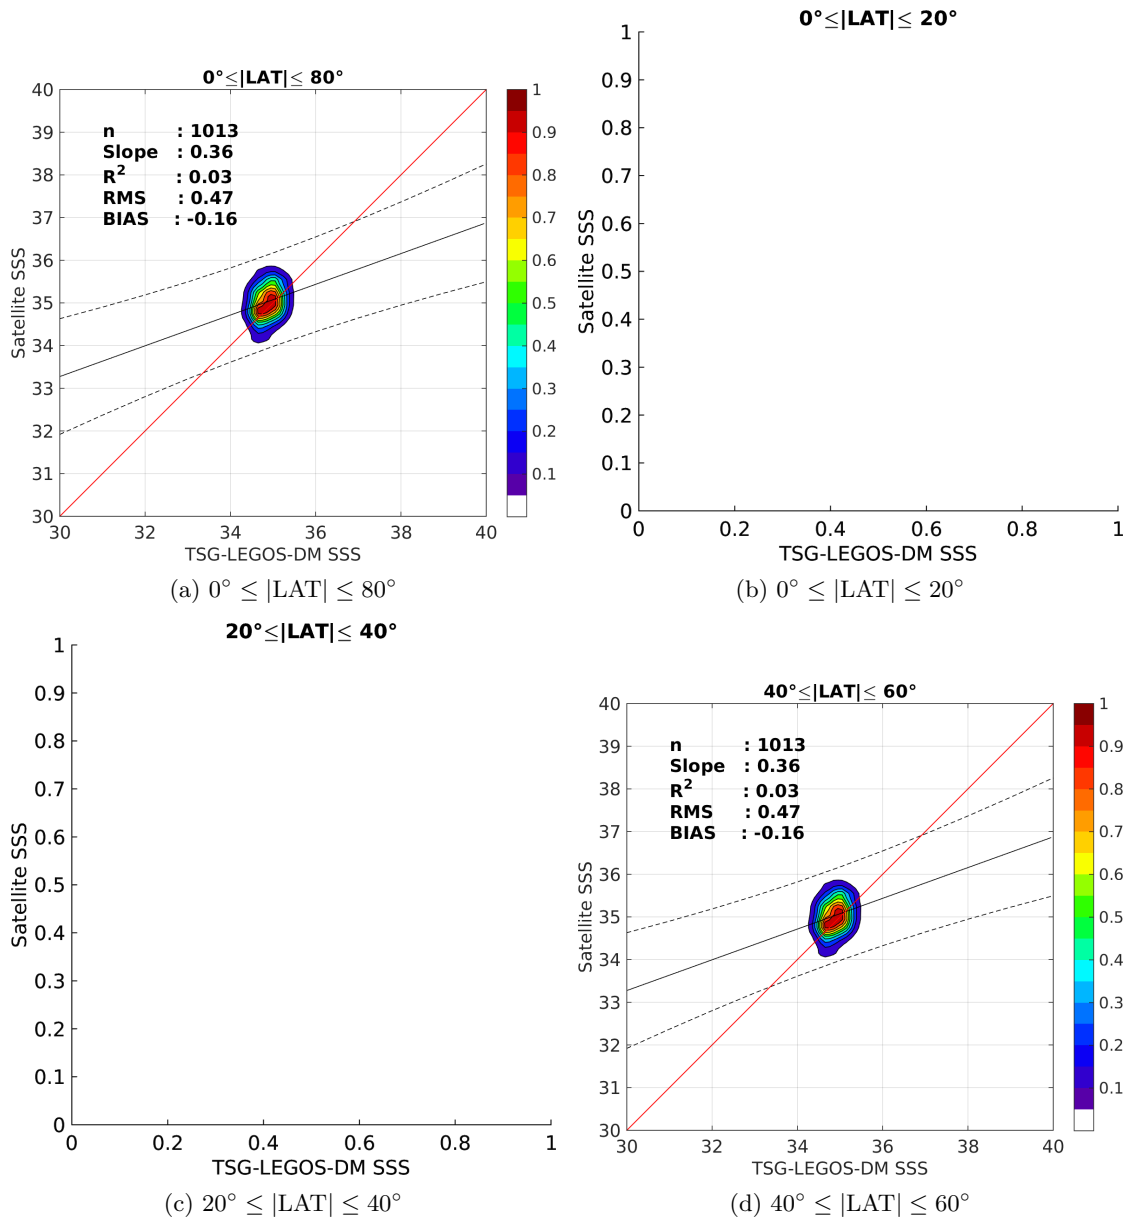 0°≤|LAT|≤ 80°
n : 1013
Slope : 0.36
R² : 0.03
RMS : 0.47
BIAS : -0.16
40
39
38
37
36
35
34
33
32
31
30
Satellite SSS
30 32 34 36 38 40
TSG-LEGOS-DM SSS
1
0.9
0.8
0.7
0.6
0.5
0.4
0.3
0.2
0.1
(a) 0° ≤ |LAT| ≤ 80°
0°≤|LAT|≤ 20°
1
0.9
0.8
0.7
0.6
0.5
0.4
0.3
0.2
0.1
0
Satellite SSS
0 0.2 0.4 0.6 0.8 1
TSG-LEGOS-DM SSS
(b) 0° ≤ |LAT| ≤ 20°
20°≤|LAT|≤ 40°
1
0.9
0.8
0.7
0.6
0.5
0.4
0.3
0.2
0.1
0
Satellite SSS
0 0.2 0.4 0.6 0.8 1
TSG-LEGOS-DM SSS
(c) 20° ≤ |LAT| ≤ 40°
40°≤|LAT|≤ 60°
n : 1013
Slope : 0.36
R² : 0.03
RMS : 0.47
BIAS : -0.16
40
39
38
37
36
35
34
33
32
31
30
Satellite SSS
30 32 34 36 38 40
TSG-LEGOS-DM SSS
1
0.9
0.8
0.7
0.6
0.5
0.4
0.3
0.2
0.1
(d) 40° ≤ |LAT| ≤ 60°